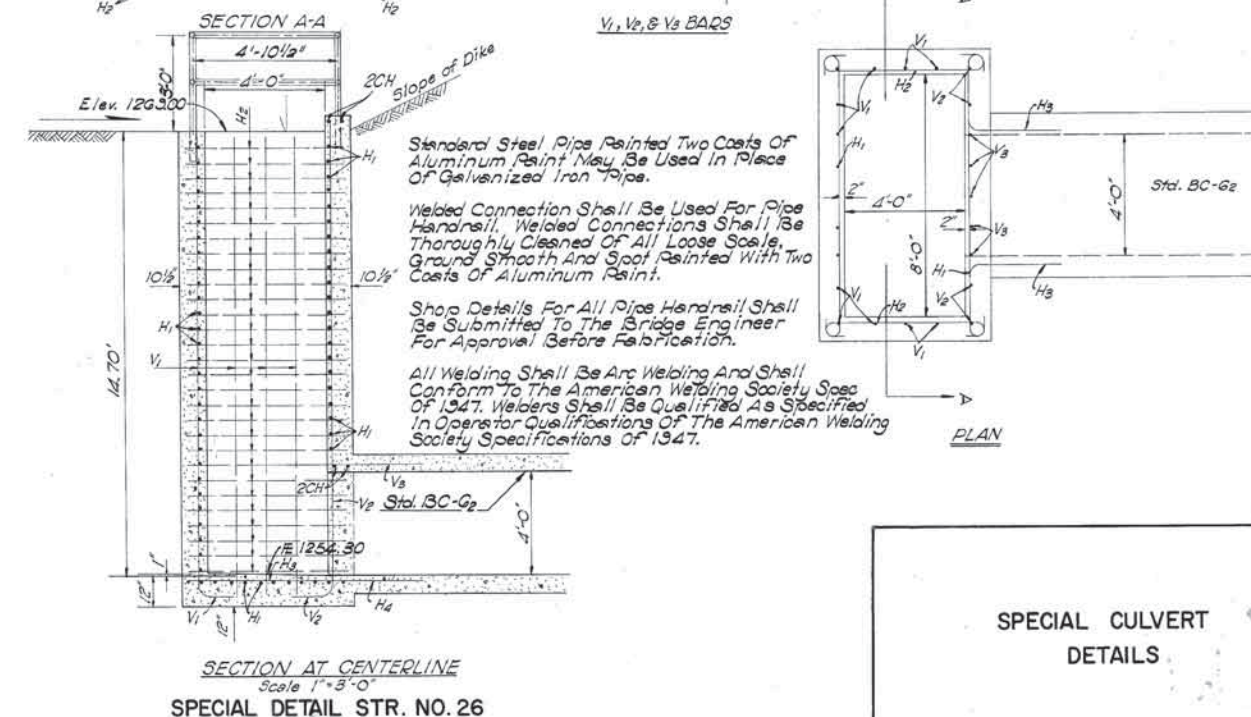 H2
H2
SECTION A-A
V1, V2, & V3 BARS
4'-10½"
3'-0"
4'-0"
2CH
Slope of Dike
Elev. 1269.00
H2
H1
Standard Steel Pipe Painted Two Coats Of
Aluminum Paint May Be Used In Place
Of Galvanized Iron Pipe.
Welded Connection Shall Be Used For Pipe
Handrail. Welded Connections Shall Be
Thoroughly Cleaned Of All Loose Scale,
Ground Smooth And Spot Painted With Two
Coats Of Aluminum Paint.
Shop Details For All Pipe Handrail Shall
Be Submitted To The Bridge Engineer
For Approval Before Fabrication.
All Welding Shall Be Arc Welding And Shall
Conform To The American Welding Society Spec
Of 1947. Welders Shall Be Qualified As Specified
In Operator Qualifications Of The American Welding
Society Specifications Of 1947.
10½"
10½"
H1
V1
14.70'
H1
V3
2CH
V2
Std. BC-G2
4'-0"
FL 1254.30
H3
1"
12"
V1
H1
V2
H4
12"
SECTION AT CENTERLINE
Scale 1"=3'-0"
SPECIAL DETAIL STR. NO. 26
V1
H2
V2
V1
H1
H3
V3
2"
4'-0"
4'-0"
Std. BC-G2
2"
V3
8'-0"
H1
H3
V1
H2
V2
V1
A
PLAN
SPECIAL CULVERT
DETAILS